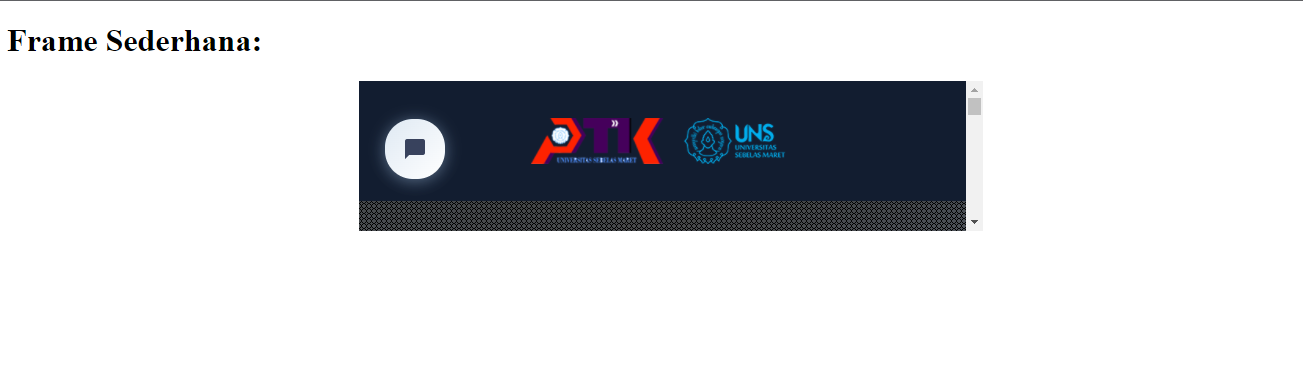 Frame Sederhana:
PTIK
UNIVERSITAS SEBELAS MARET
UNS
UNIVERSITAS
SEBELAS MARET